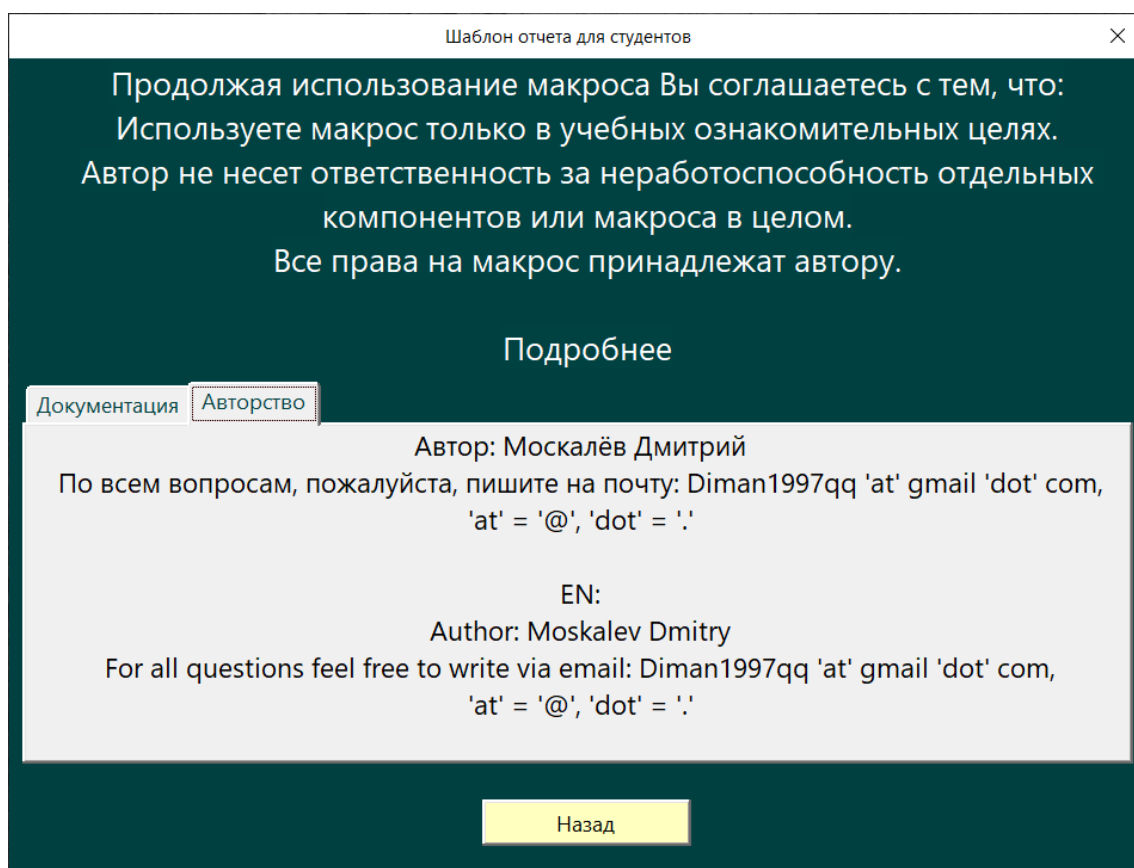 Шаблон отчета для студентов
Продолжая использование макроса Вы соглашаетесь с тем, что:
Используете макрос только в учебных ознакомительных целях.
Автор не несет ответственность за неработоспособность отдельных
компонентов или макроса в целом.
Все права на макрос принадлежат автору.
Подробнее
Документация Авторство
Автор: Москалёв Дмитрий
По всем вопросам, пожалуйста, пишите на почту: Diman1997qq 'at' gmail 'dot' com,
'at' = '@', 'dot' = '.'
EN:
Author: Moskalev Dmitry
For all questions feel free to write via email: Diman1997qq 'at' gmail 'dot' com,
'at' = '@', 'dot' = '.'
Назад